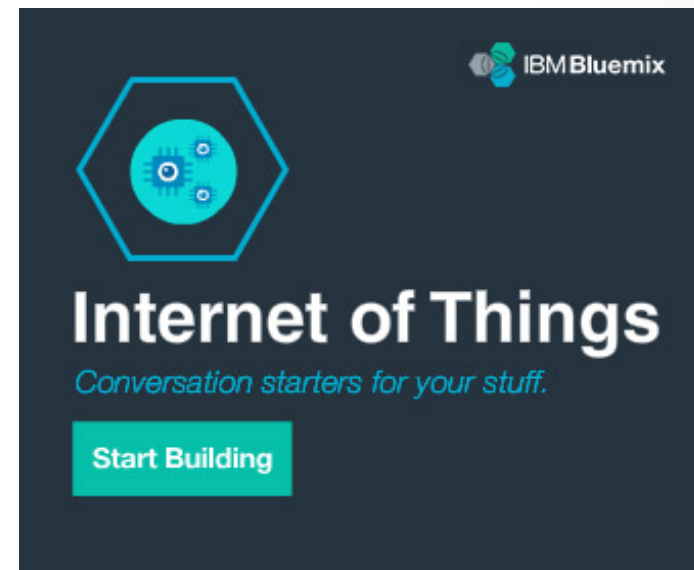 IBM Bluemix
Internet of Things
Conversation starters for your stuff.
Start Building